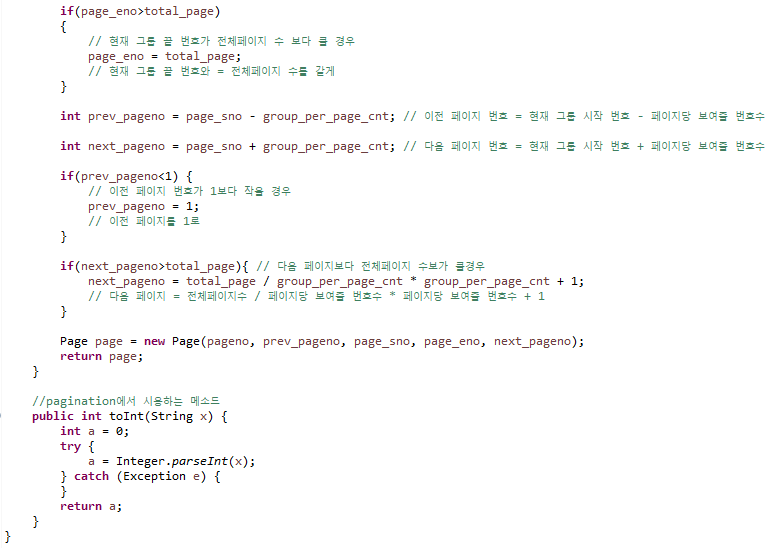 if(page_eno>total_page)
{
// 현재 그룹 끝 번호가 전체페이지 수 보다 클 경우
page_eno = total_page;
// 현재 그룹 끝 번호와 = 전체페이지 수를 같게
}
int prev_pageno = page_sno - group_per_page_cnt; // 이전 페이지 번호 = 현재 그룹 시작 번호 - 페이지당 보여줄 번호수
int next_pageno = page_sno + group_per_page_cnt; // 다음 페이지 번호 = 현재 그룹 시작 번호 + 페이지당 보여줄 번호수
if(prev_pageno<1) {
// 이전 페이지 번호가 1보다 작을 경우
prev_pageno = 1;
// 이전 페이지를 1로
}
if(next_pageno>total_page){ // 다음 페이지보다 전체페이지 수보가 클경우
next_pageno = total_page / group_per_page_cnt * group_per_page_cnt + 1;
// 다음 페이지 = 전체페이지수 / 페이지당 보여줄 번호수 * 페이지당 보여줄 번호수 + 1
}
Page page = new Page(pageno, prev_pageno, page_sno, page_eno, next_pageno);
return page;
}
//pagination에서 사용하는 메소드
public int toInt(String x) {
int a = 0;
try {
a = Integer.parseInt(x);
} catch (Exception e) {
}
return a;
}
}